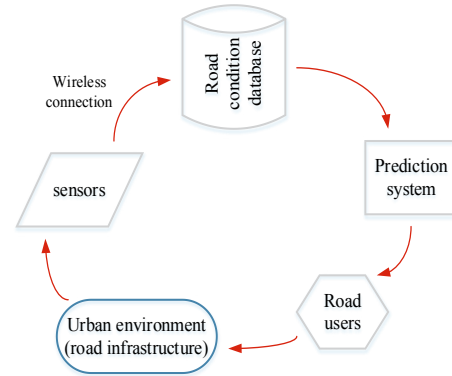 Road
condition
database
Wireless
connection
Prediction
system
sensors
Road
users
Urban environment
(road infrastructure)